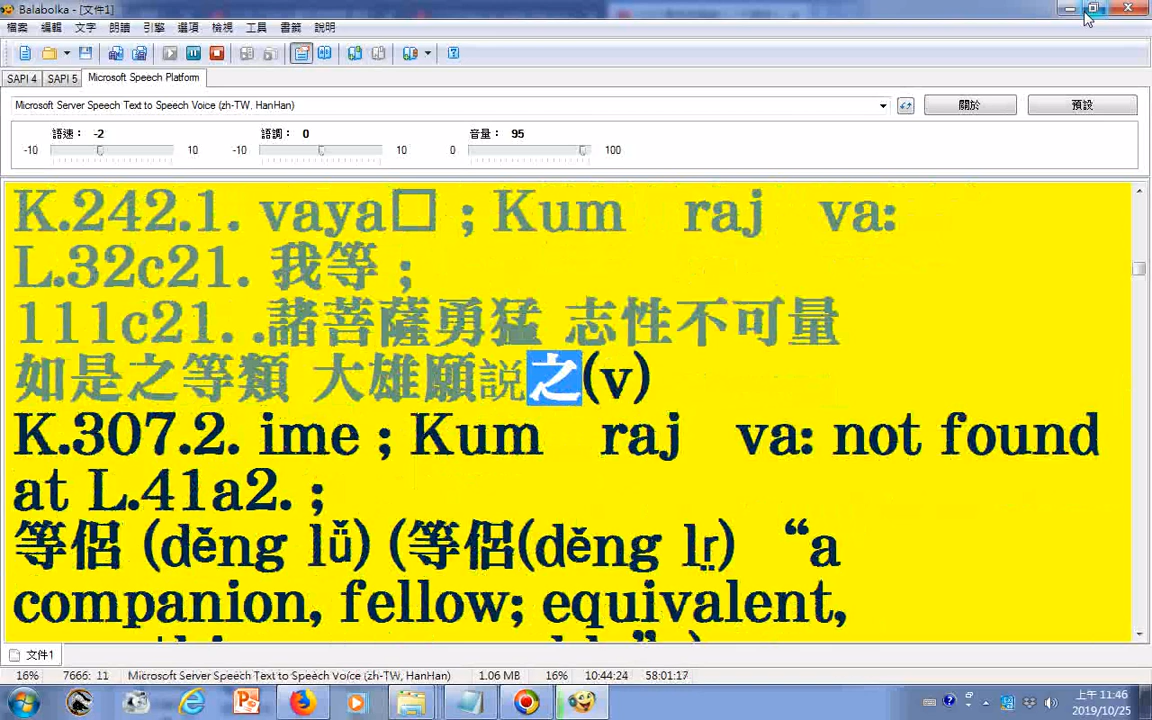 Balabolka - [文件1]
檔案 編輯 文字 朗讀 引擎 選項 檢視 工具 書籤 說明
SAPI 4 SAPI 5 Microsoft Speech Platform
Microsoft Server Speech Text to Speech Voice (zh-TW, HanHan) 關於 預設
語速： -2 語調： 0 音量： 95
-10 10 -10 10 0 100
K.242.1. vaya□ ; Kum raj va:
L.32c21. 我等 ;
111c21. .諸菩薩勇猛 志性不可量
如是之等類 大雄願説之(v)
K.307.2. ime ; Kum raj va: not found
at L.41a2. ;
等侶 (děng lǚ) (等侶(děng lṛ) “a
companion, fellow; equivalent,
文件1
16% 7666: 11 Microsoft Server Speech Text to Speech Voice (zh-TW, HanHan) 1.06 MB 16% 10:44:24 58:01:17
上午 11:46
2019/10/25